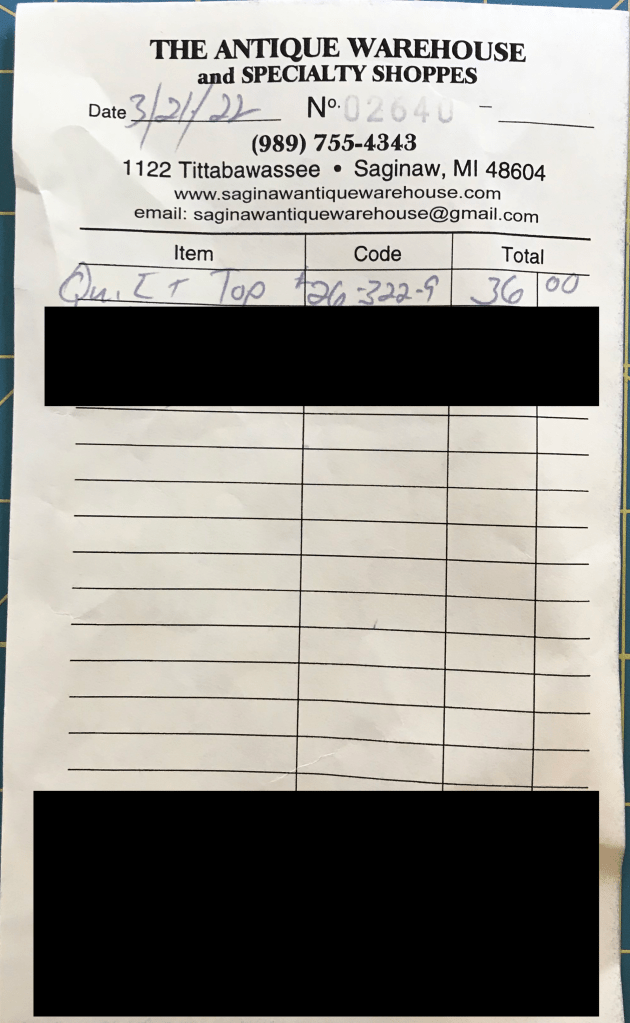 THE ANTIQUE WAREHOUSE
and SPECIALTY SHOPPES
Date 3/21/22 No. 02640 –
(989) 755-4343
1122 Tittabawassee • Saginaw, MI 48604
www.saginawantiquewarehouse.com
email: saginawantiquewarehouse@gmail.com
Item Code Total
Quilt Top #26-322-9 36 00